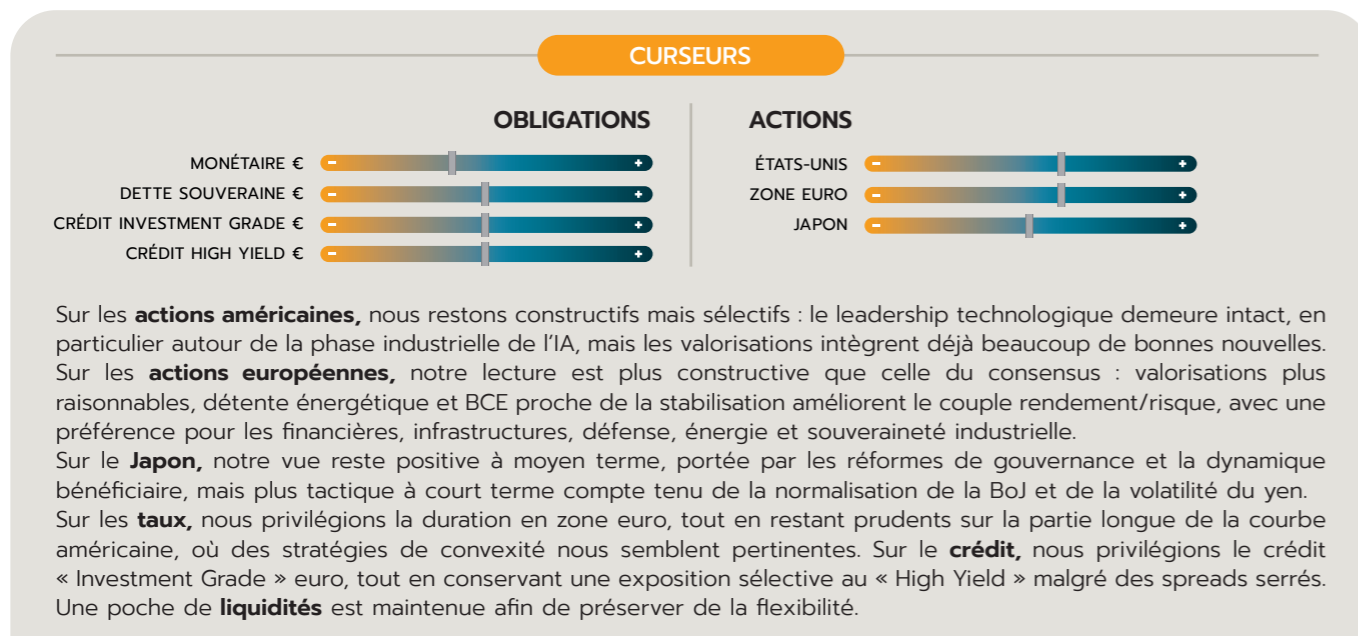 CURSEURS
OBLIGATIONS
MONÉTAIRE € - +
DETTE SOUVERAINE € - +
CRÉDIT INVESTMENT GRADE € - +
CRÉDIT HIGH YIELD € - +
ACTIONS
ÉTATS-UNIS - +
ZONE EURO - +
JAPON - +
Sur les actions américaines, nous restons constructifs mais sélectifs : le leadership technologique demeure intact, en
particulier autour de la phase industrielle de l'IA, mais les valorisations intègrent déjà beaucoup de bonnes nouvelles.
Sur les actions européennes, notre lecture est plus constructive que celle du consensus : valorisations plus
raisonnables, détente énergétique et BCE proche de la stabilisation améliorent le couple rendement/risque, avec une
préférence pour les financières, infrastructures, défense, énergie et souveraineté industrielle.
Sur le Japon, notre vue reste positive à moyen terme, portée par les réformes de gouvernance et la dynamique
bénéficiaire, mais plus tactique à court terme compte tenu de la normalisation de la BoJ et de la volatilité du yen.
Sur les taux, nous privilégions la duration en zone euro, tout en restant prudents sur la partie longue de la courbe
américaine, où des stratégies de convexité nous semblent pertinentes. Sur le crédit, nous privilégions le crédit
« Investment Grade » euro, tout en conservant une exposition sélective au « High Yield » malgré des spreads serrés.
Une poche de liquidités est maintenue afin de préserver de la flexibilité.